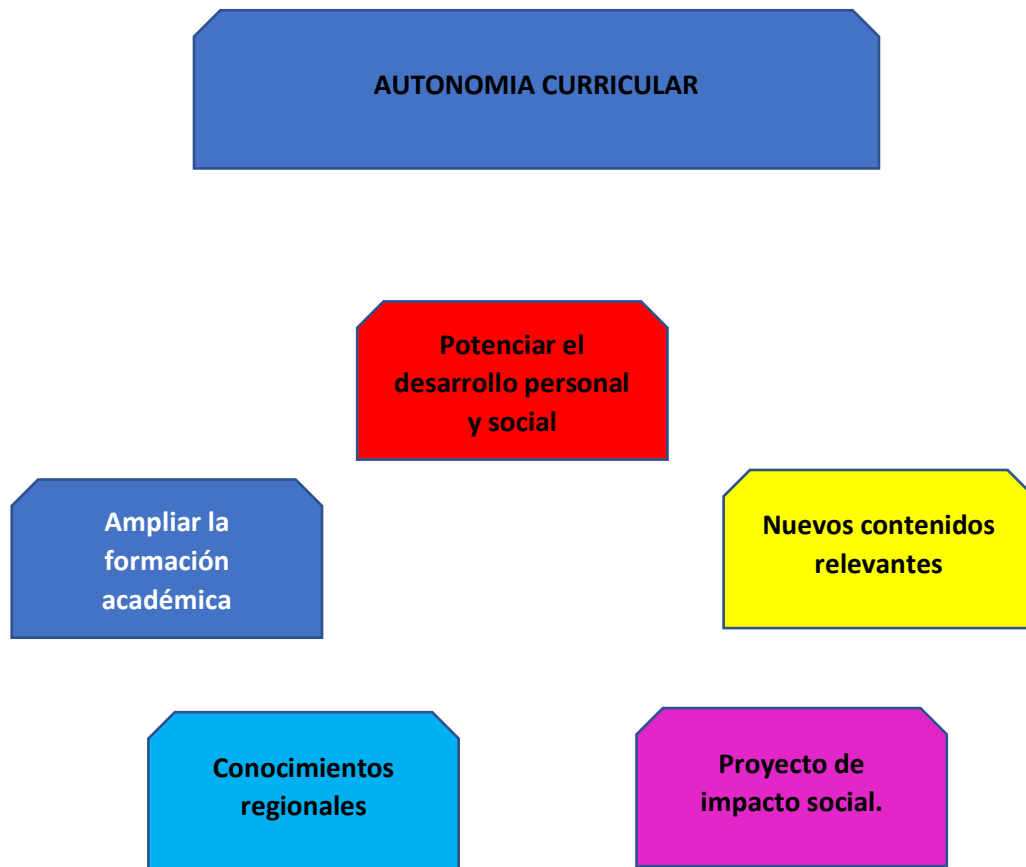 AUTONOMIA CURRICULAR
Potenciar el
desarrollo personal
y social
Ampliar la
formación
académica
Nuevos contenidos
relevantes
Conocimientos
regionales
Proyecto de
impacto social.